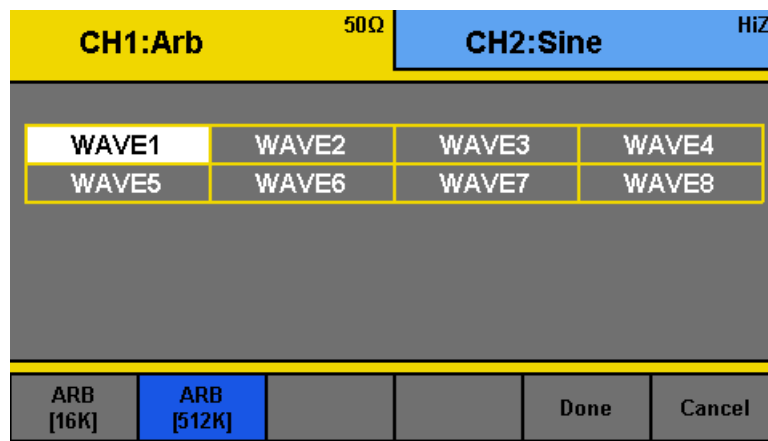 CH1:Arb 50Ω CH2:Sine HiZ
WAVE1 WAVE2 WAVE3 WAVE4
WAVE5 WAVE6 WAVE7 WAVE8
ARB ARB
[16K] [512K] Done Cancel